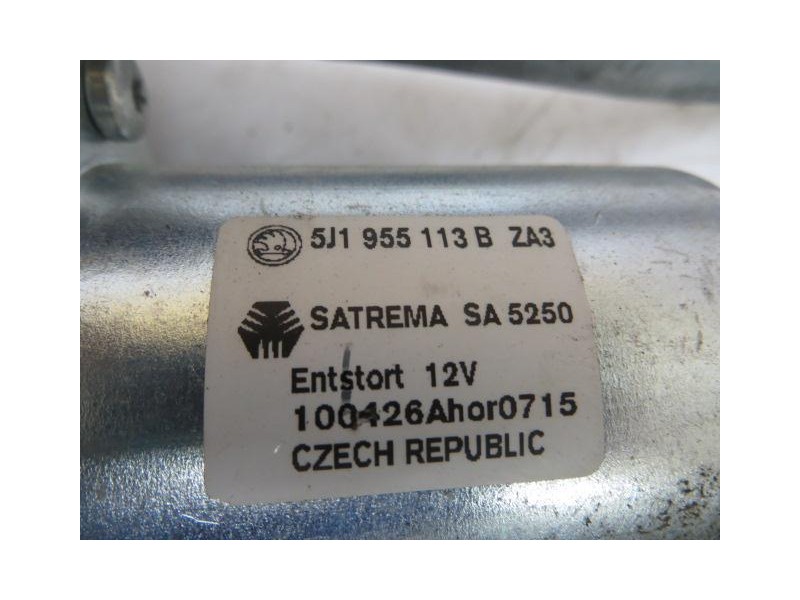 5J1 955 113 B ZA3
SATREMA SA 5250
Entstort 12V
100426Ahor0715
CZECH REPUBLIC